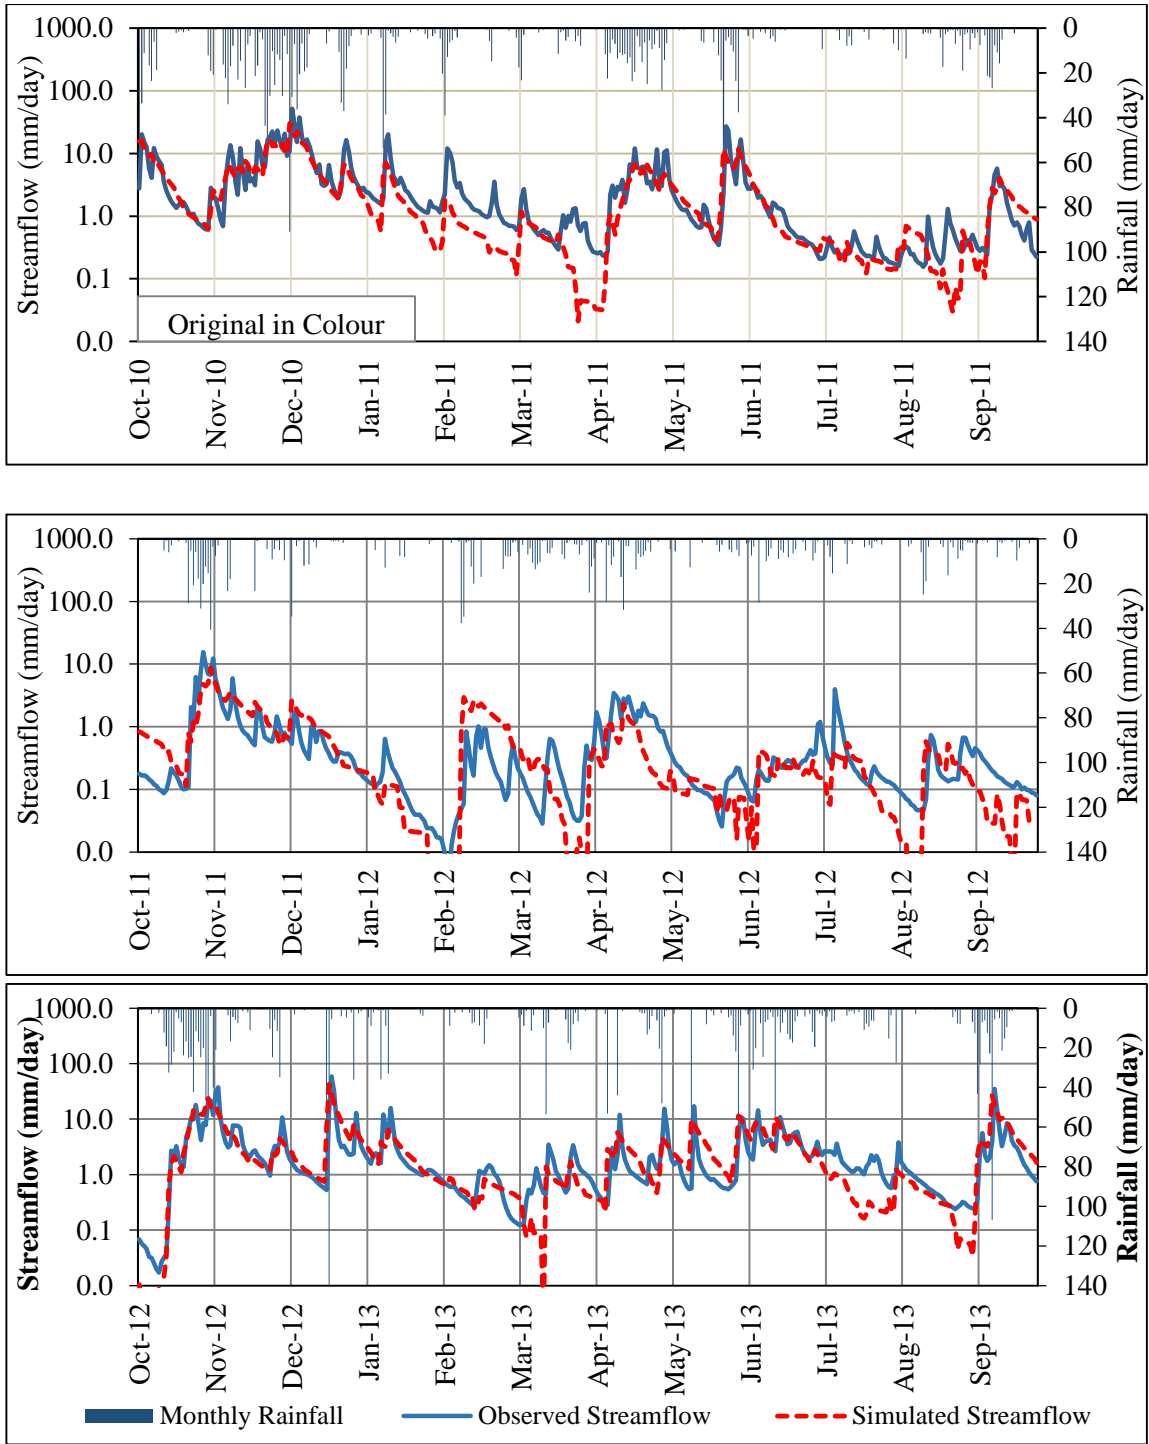 1000.0
100.0
10.0
1.0
0.1
0.0
Streamflow (mm/day)
0
20
40
60
80
100
120
140
Rainfall (mm/day)
Original in Colour
Oct-10
Nov-10
Dec-10
Jan-11
Feb-11
Mar-11
Apr-11
May-11
Jun-11
Jul-11
Aug-11
Sep-11
1000.0
100.0
10.0
1.0
0.1
0.0
Streamflow (mm/day)
0
20
40
60
80
100
120
140
Rainfall (mm/day)
Oct-11
Nov-11
Dec-11
Jan-12
Feb-12
Mar-12
Apr-12
May-12
Jun-12
Jul-12
Aug-12
Sep-12
1000.0
100.0
10.0
1.0
0.1
0.0
Streamflow (mm/day)
0
20
40
60
80
100
120
140
Rainfall (mm/day)
Oct-12
Nov-12
Dec-12
Jan-13
Feb-13
Mar-13
Apr-13
May-13
Jun-13
Jul-13
Aug-13
Sep-13
Monthly Rainfall
Observed Streamflow
Simulated Streamflow